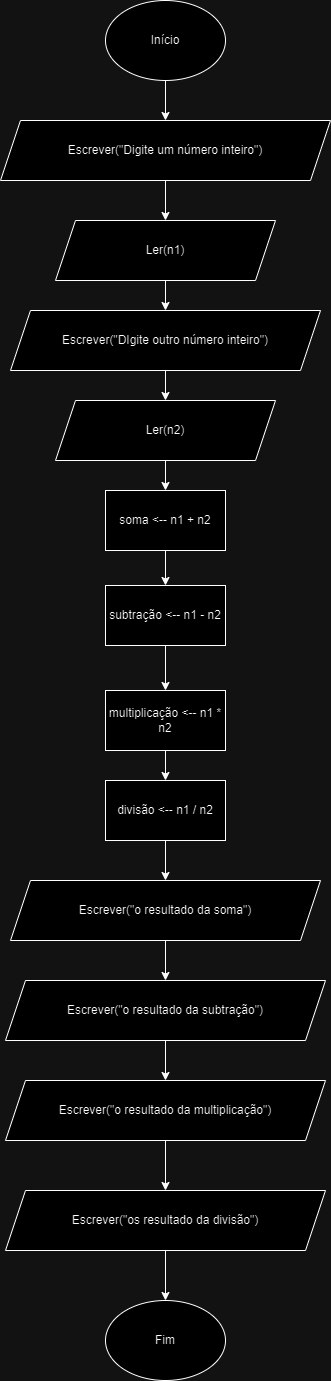 Início
Escrever("Digite um número inteiro")
Ler(n1)
Escrever("DIgite outro número inteiro")
Ler(n2)
soma <-- n1 + n2
subtração <-- n1 - n2
multiplicação <-- n1 *
n2
divisão <-- n1 / n2
Escrever("o resultado da soma")
Escrever("o resultado da subtração")
Escrever("o resultado da multiplicação")
Escrever("os resultado da divisão")
Fim